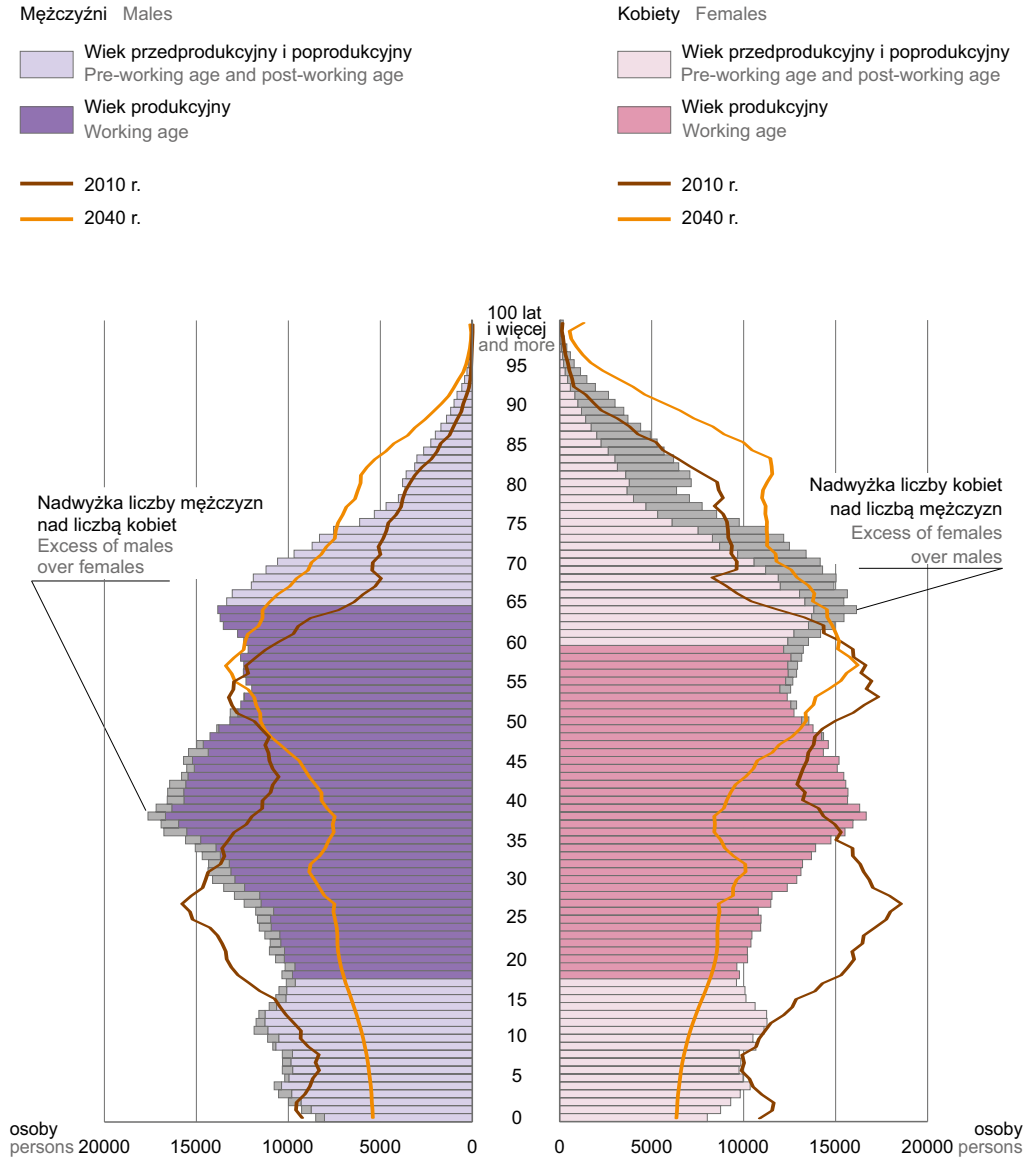 Mężczyźni Males
Wiek przedprodukcyjny i poprodukcyjny
Pre-working age and post-working age
Wiek produkcyjny
Working age
2010 r.
2040 r.
Kobiety Females
Wiek przedprodukcyjny i poprodukcyjny
Pre-working age and post-working age
Wiek produkcyjny
Working age
2010 r.
2040 r.
100 lat
i więcej
and more
95
90
85
80
75
70
65
60
55
50
45
40
35
30
25
20
15
10
5
0
Nadwyżka liczby mężczyzn
nad liczbą kobiet
Excess of males
over females
Nadwyżka liczby kobiet
nad liczbą mężczyzn
Excess of females
over males
osoby
persons 20000 15000 10000 5000 0
0 5000 10000 15000 20000
osoby
persons